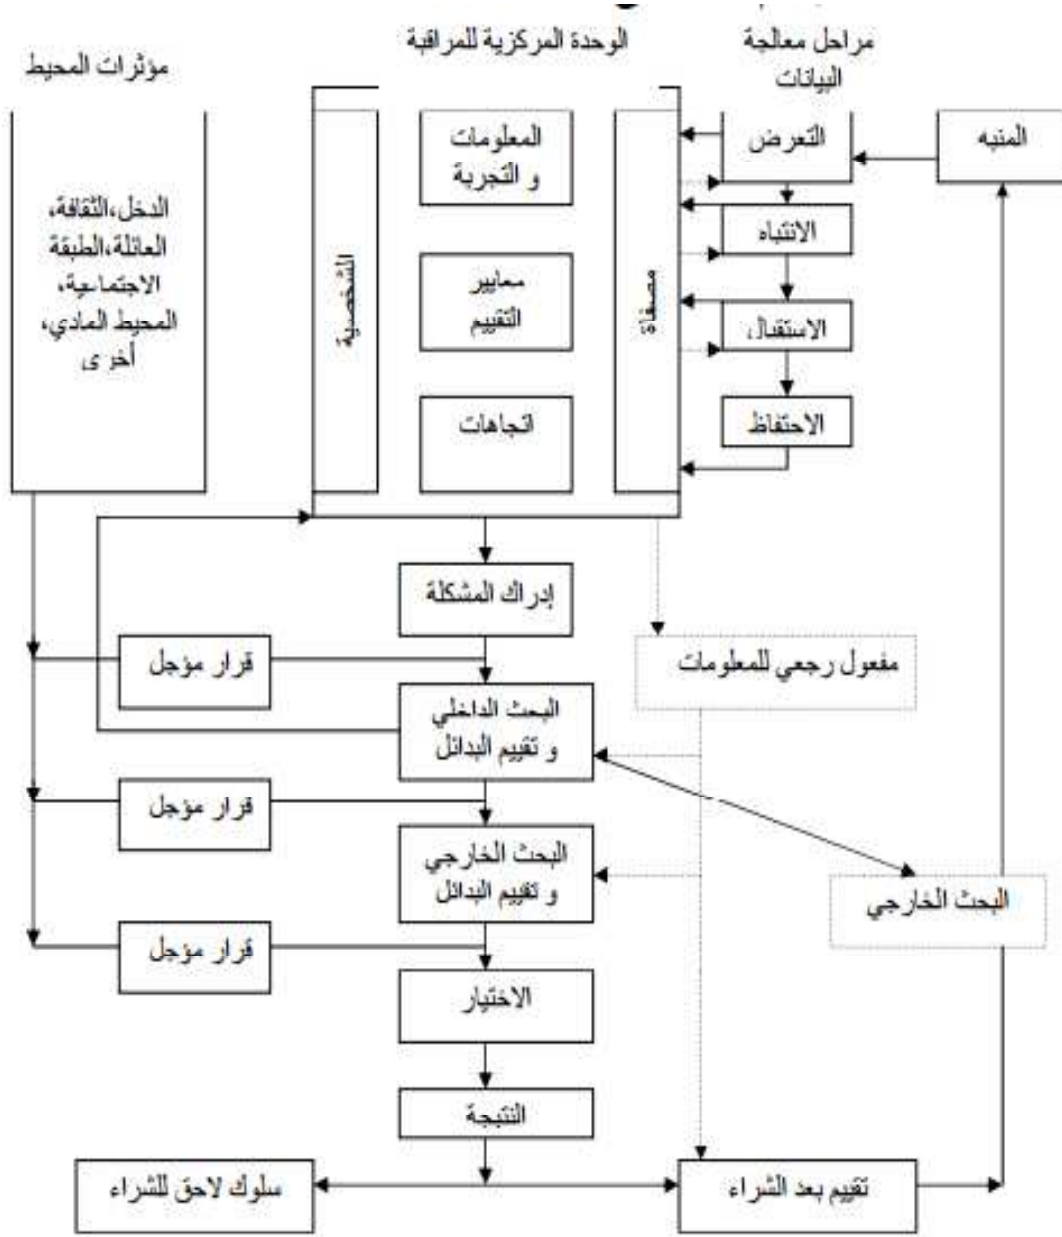 مراحل معالجة
البيانات
الوحدة المركزية للمراقبة
مؤثرات المحيط
المنبه
التعرض
الانتباه
الاستقبال
الاحتفاظ
مصفاة
المعلومات
و التجربة
معايير
التقييم
اتجاهات
الشخصية
الدخل،الثقافة،
العائلة،الطبقة
الاجتماعية،
المحيط المادي،
أخرى
إدراك المشكلة
قرار مؤجل
مفعول رجعي للمعلومات
البحث الداخلي
و تقييم البدائل
قرار مؤجل
البحث الخارجي
و تقييم البدائل
البحث الخارجي
قرار مؤجل
الاختيار
النتيجة
تقييم بعد الشراء
سلوك لاحق للشراء